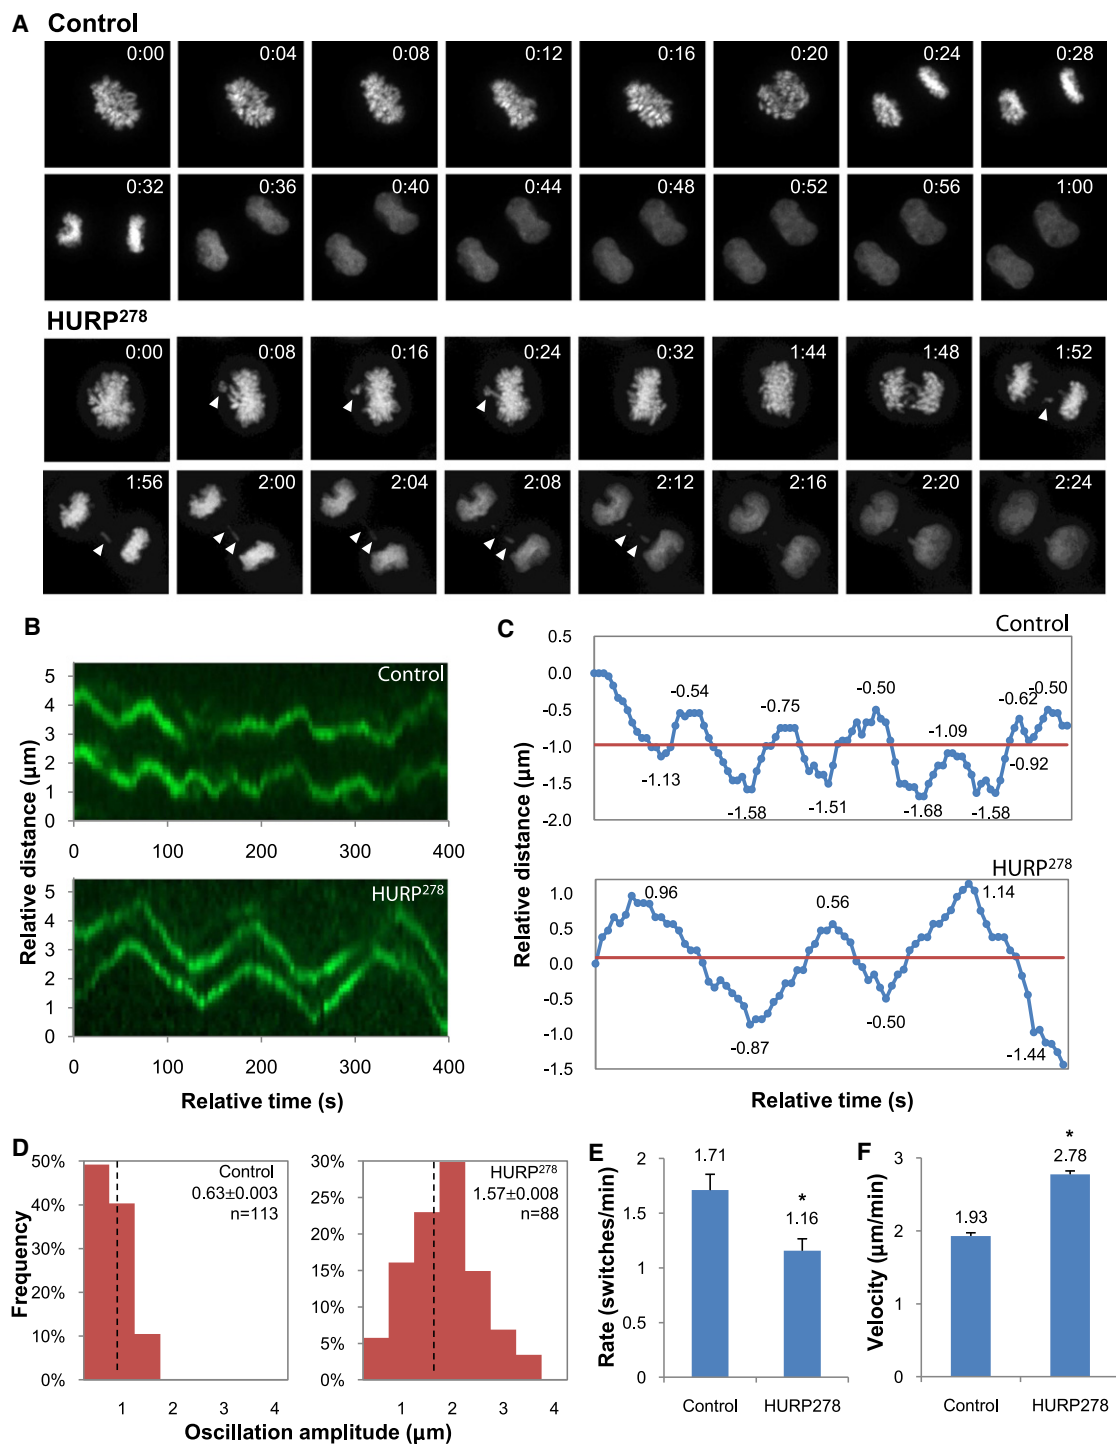 A Control
0:00 0:04 0:08 0:12 0:16 0:20 0:24 0:28
0:32 0:36 0:40 0:44 0:48 0:52 0:56 1:00
HURP278
0:00 0:08 0:16 0:24 0:32 1:44 1:48 1:52
1:56 2:00 2:04 2:08 2:12 2:16 2:20 2:24
B
Relative distance (µm)
Control
5
4
3
2
1
0
0 100 200 300 400
HURP278
5
4
3
2
1
0
0 100 200 300 400
Relative time (s)
C
Relative distance (µm)
Control
0.5
0.0
-0.5
-1.0
-1.5
-2.0
-0.54 -0.75 -0.50 -1.09 -0.62 -0.50
-1.13 -1.58 -1.51 -1.68 -1.58 -0.92
HURP278
1.0
0.5
0.0
-0.5
-1.0
-1.5
0.96 0.56 1.14
-0.87 -0.50 -1.44
Relative time (s)
D
Frequency
50%
40%
30%
20%
10%
0%
Control
0.63±0.003
n=113
1 2 3 4
30%
25%
20%
15%
10%
5%
0%
HURP278
1.57±0.008
n=88
1 2 3 4
Oscillation amplitude (µm)
E
Rate (switches/min)
2
1.5
1
0.5
0
1.71
*
1.16
Control HURP278
F
Velocity (µm/min)
3
2
1
0
1.93
*
2.78
Control HURP278